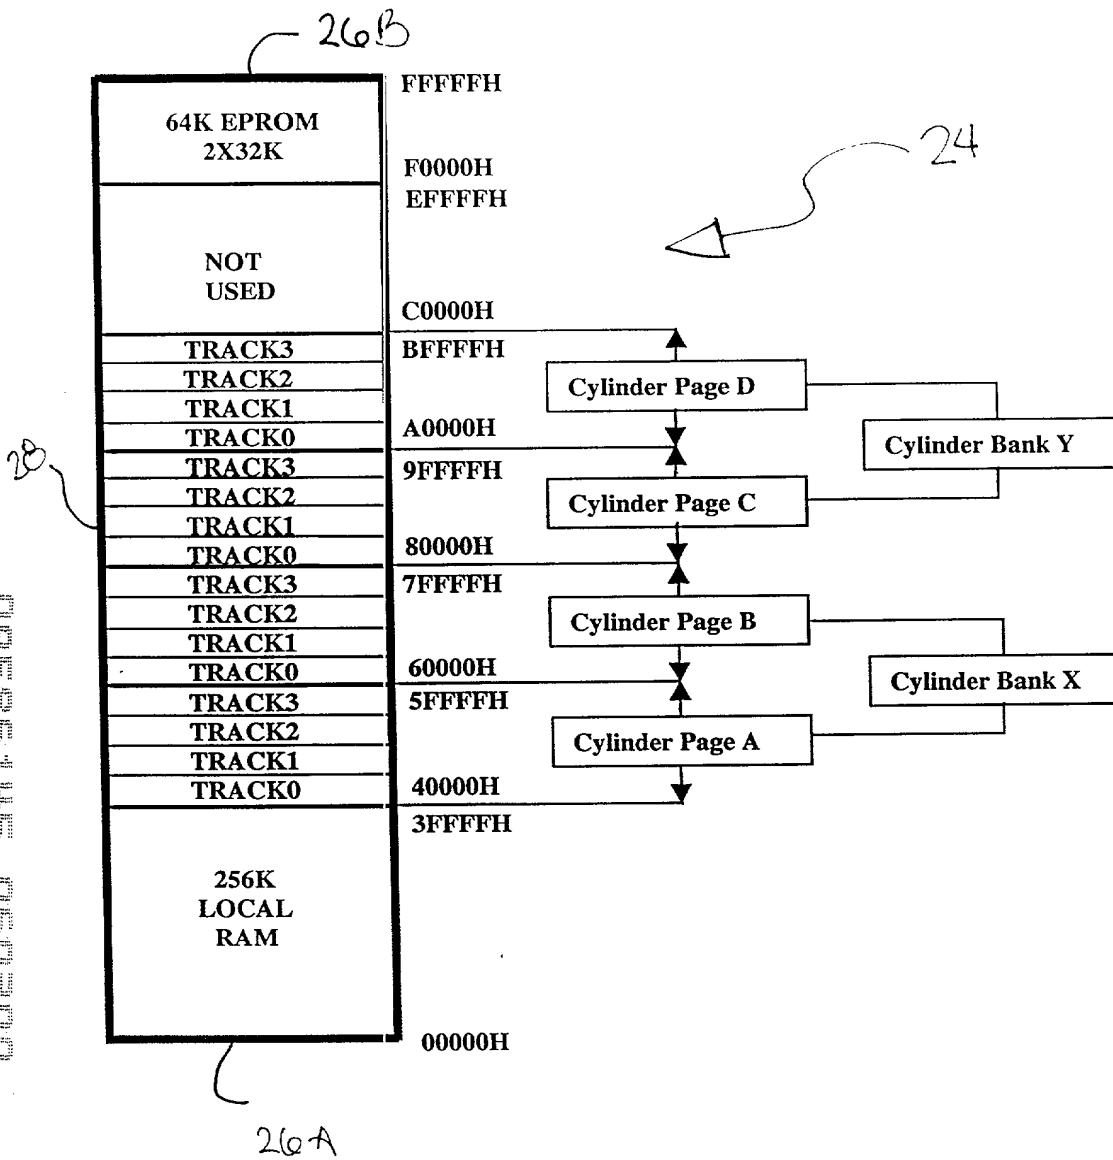 26B
FFFFFH
64K EPROM
2X32K
F0000H
EFFFFH
24
NOT
USED
C0000H
TRACK3
BFFFFH
TRACK2
Cylinder Page D
TRACK1
TRACK0
A0000H
Cylinder Bank Y
28
TRACK3
9FFFFH
TRACK2
Cylinder Page C
TRACK1
TRACK0
80000H
TRACK3
7FFFFH
TRACK2
Cylinder Page B
TRACK1
TRACK0
60000H
Cylinder Bank X
TRACK3
5FFFFH
TRACK2
Cylinder Page A
TRACK1
TRACK0
40000H
3FFFFH
256K
LOCAL
RAM
00000H
26A